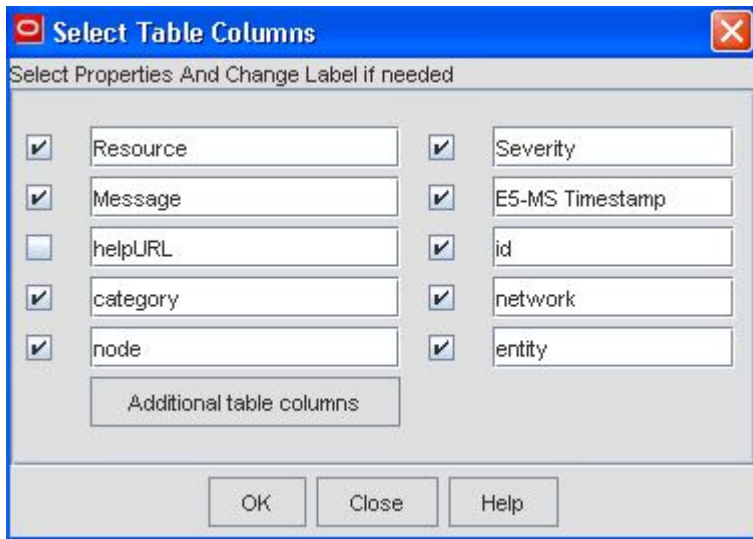 Select Table Columns
Select Properties And Change Label if needed
Resource Severity
Message E5-MS Timestamp
helpURL id
category network
node entity
Additional table columns
OK Close Help